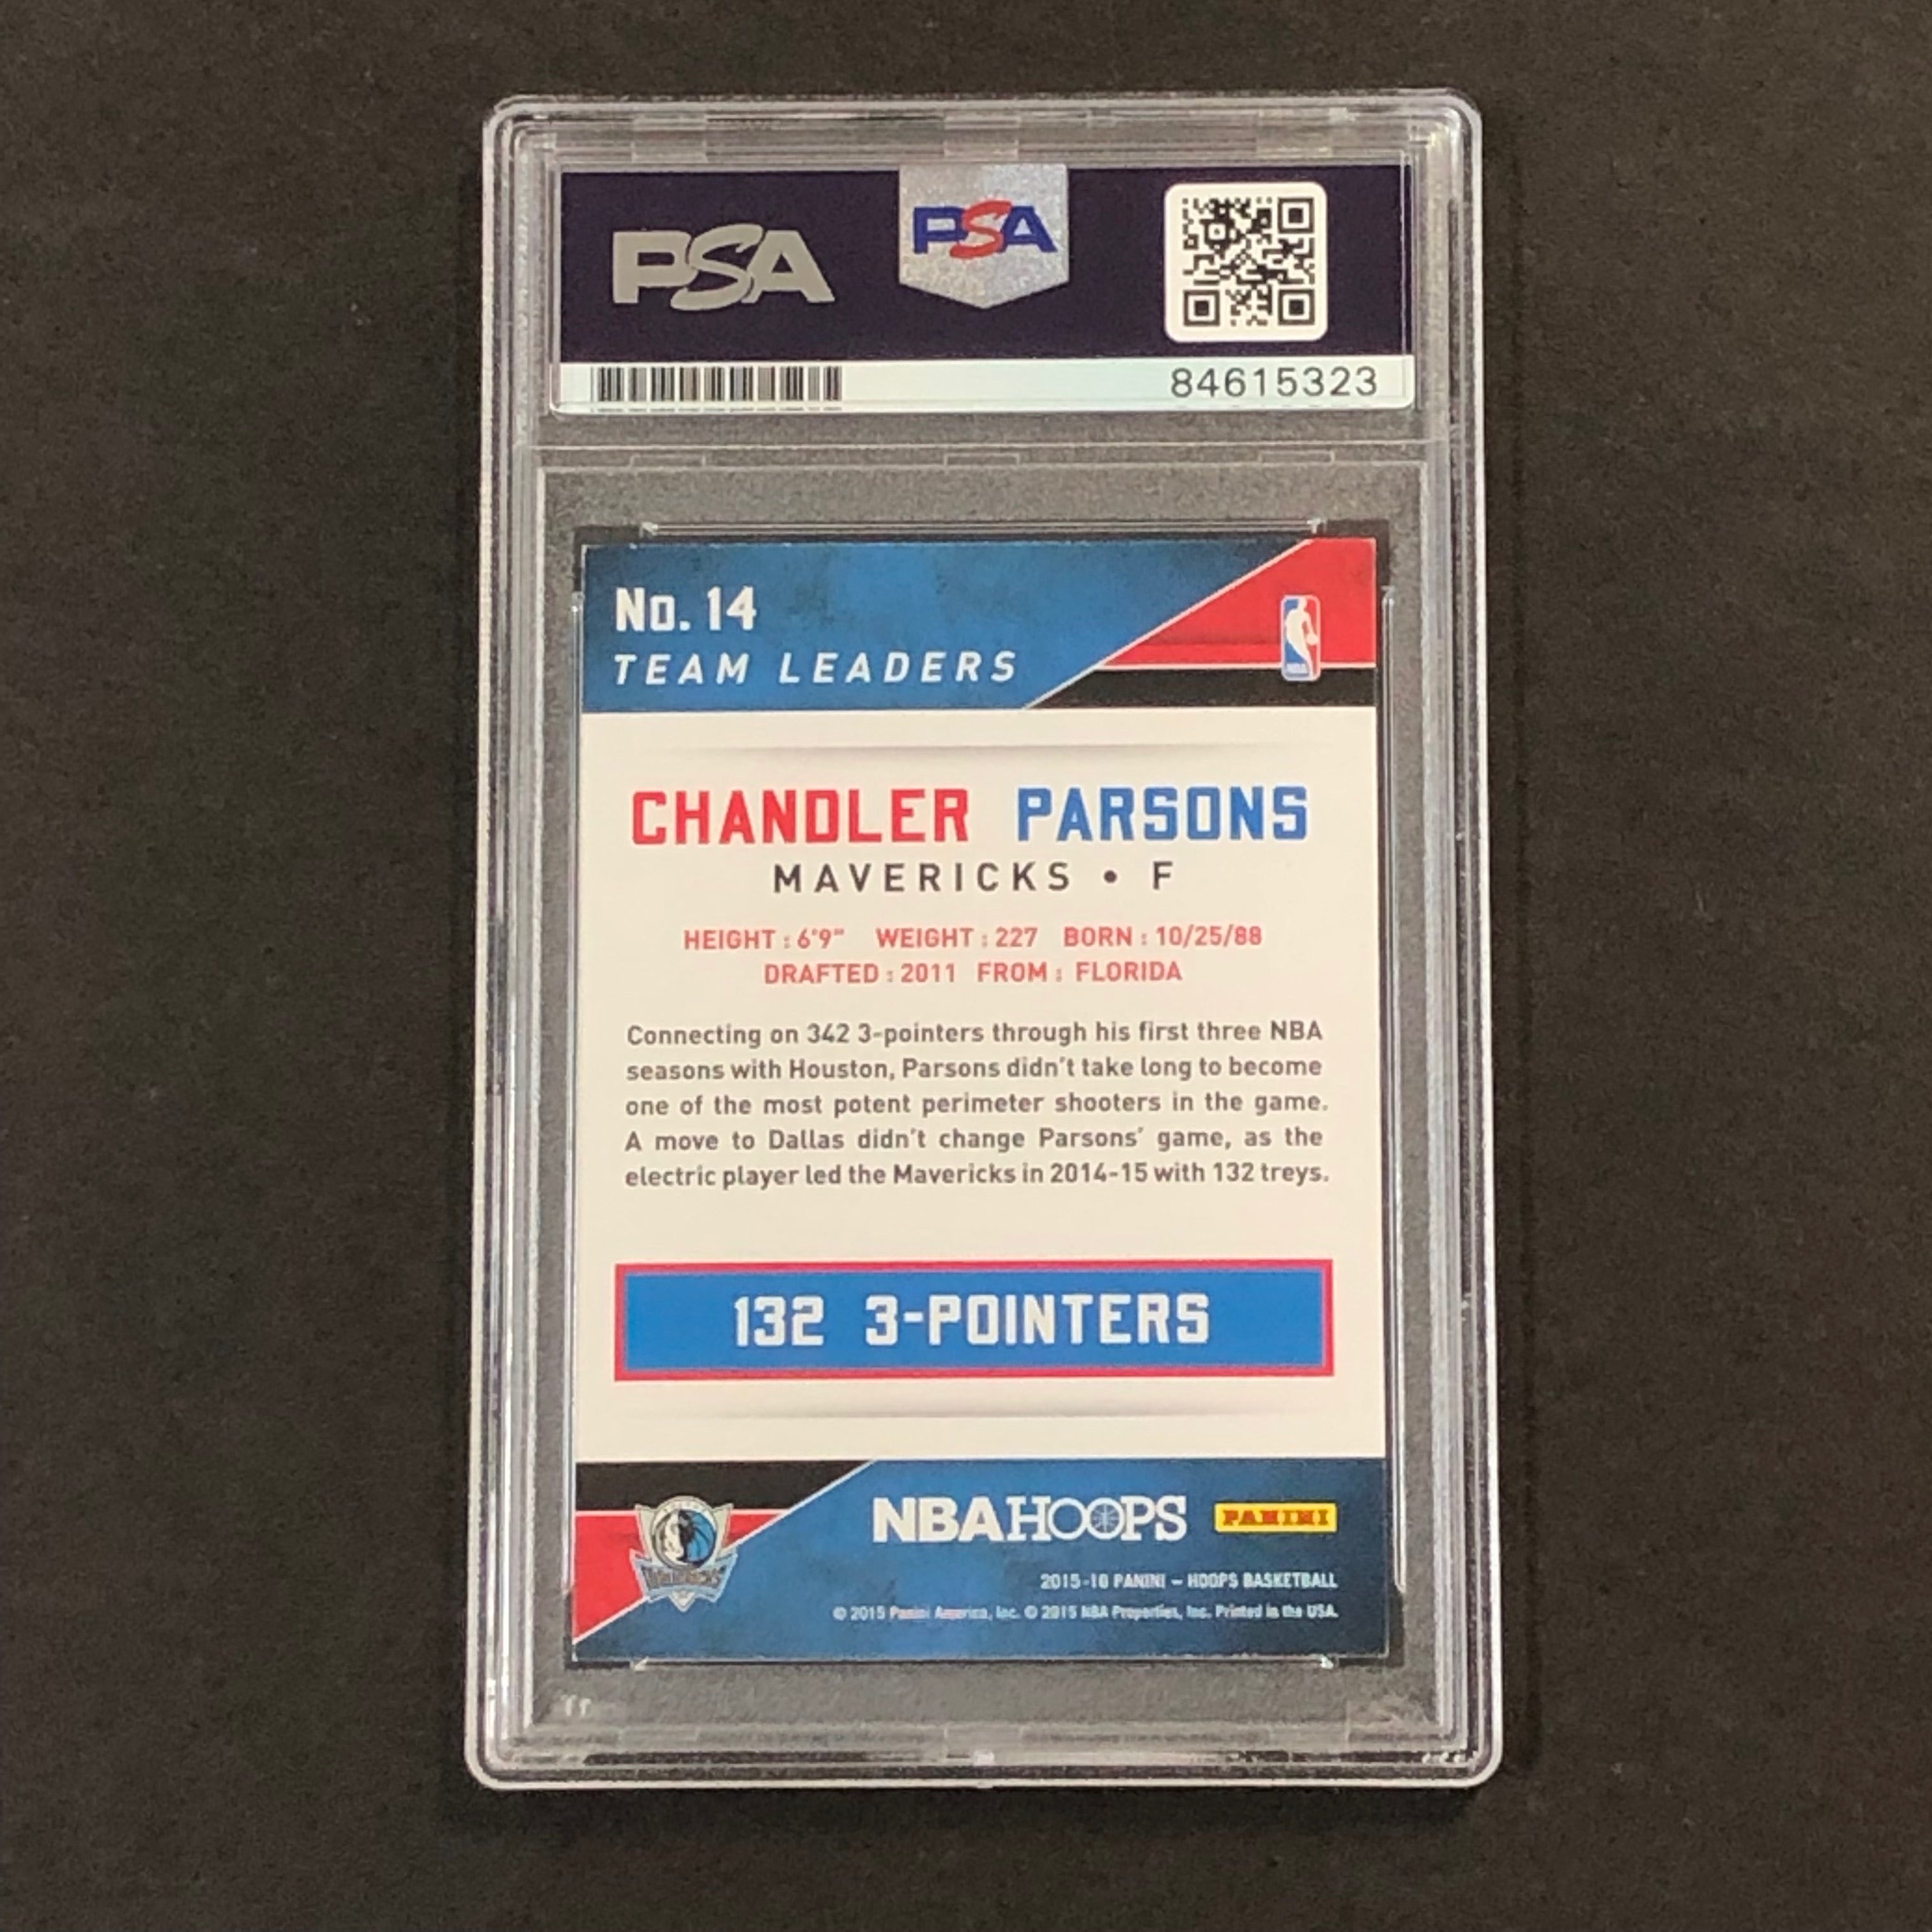 PSA
PSA
84615323
No. 14
TEAM LEADERS
NBA
CHANDLER PARSONS
MAVERICKS • F
HEIGHT : 6'9" WEIGHT : 227 BORN : 10/25/88
DRAFTED : 2011 FROM : FLORIDA
Connecting on 342 3-pointers through his first three NBA
seasons with Houston, Parsons didn't take long to become
one of the most potent perimeter shooters in the game.
A move to Dallas didn't change Parsons' game, as the
electric player led the Mavericks in 2014-15 with 132 treys.
132 3-POINTERS
NBA HOOPS PANINI
MAVERICKS
2015-16 PANINI – HOOPS BASKETBALL
© 2015 Panini America, Inc. © 2015 NBA Properties, Inc. Printed in the USA.